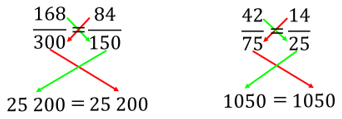 168/300 = 84/150
25 200 = 25 200
42/75 = 14/25
1050 = 1050